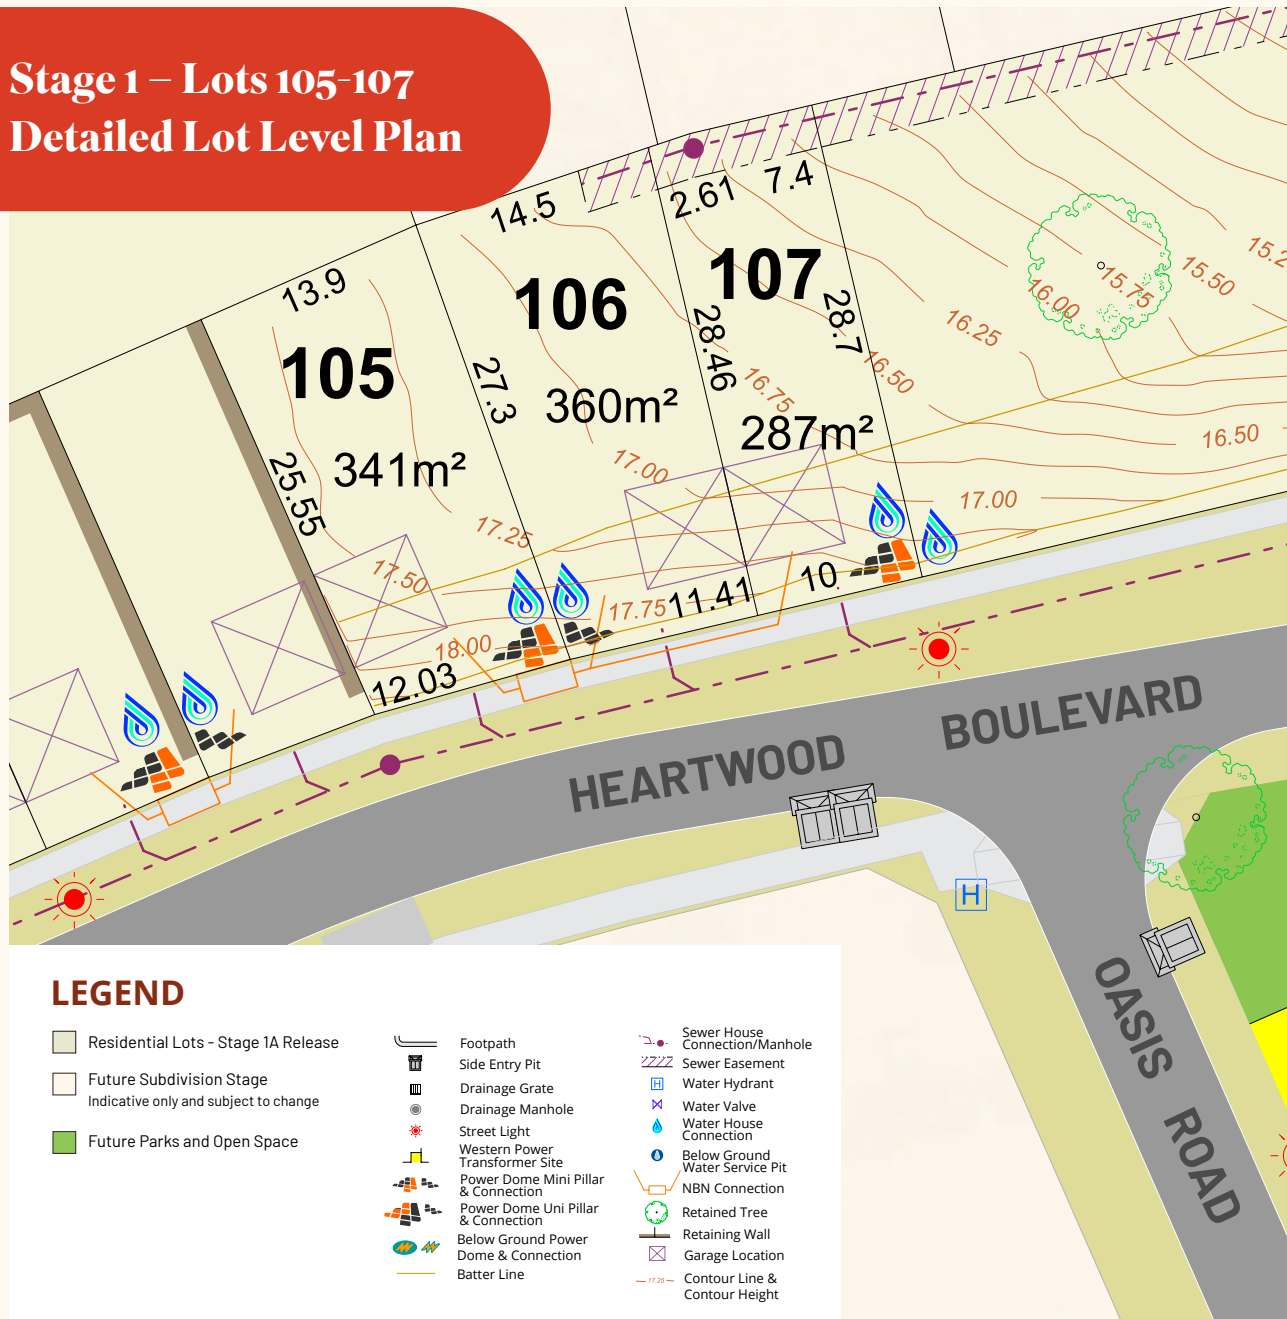 Stage 1 – Lots 105-107
Detailed Lot Level Plan
14.5
2.61
7.4
13.9
106
107
105
27.3
28.46
28.7
360m²
287m²
341m²
25.55
15.50
15.75
16.00
16.25
16.50
16.75
16.50
17.00
17.00
17.25
17.50
17.75
18.00
11.41
10
12.03
HEARTWOOD BOULEVARD
H
OASIS ROAD
LEGEND
Residential Lots - Stage 1A Release
Future Subdivision Stage
Indicative only and subject to change
Future Parks and Open Space
Footpath
Side Entry Pit
Drainage Grate
Drainage Manhole
Street Light
Western Power
Transformer Site
Power Dome Mini Pillar
& Connection
Power Dome Uni Pillar
& Connection
Below Ground Power
Dome & Connection
Batter Line
Sewer House
Connection/Manhole
Sewer Easement
H
Water Hydrant
Water Valve
Water House
Connection
Below Ground
Water Service Pit
NBN Connection
Retained Tree
Retaining Wall
Garage Location
17.25
Contour Line &
Contour Height